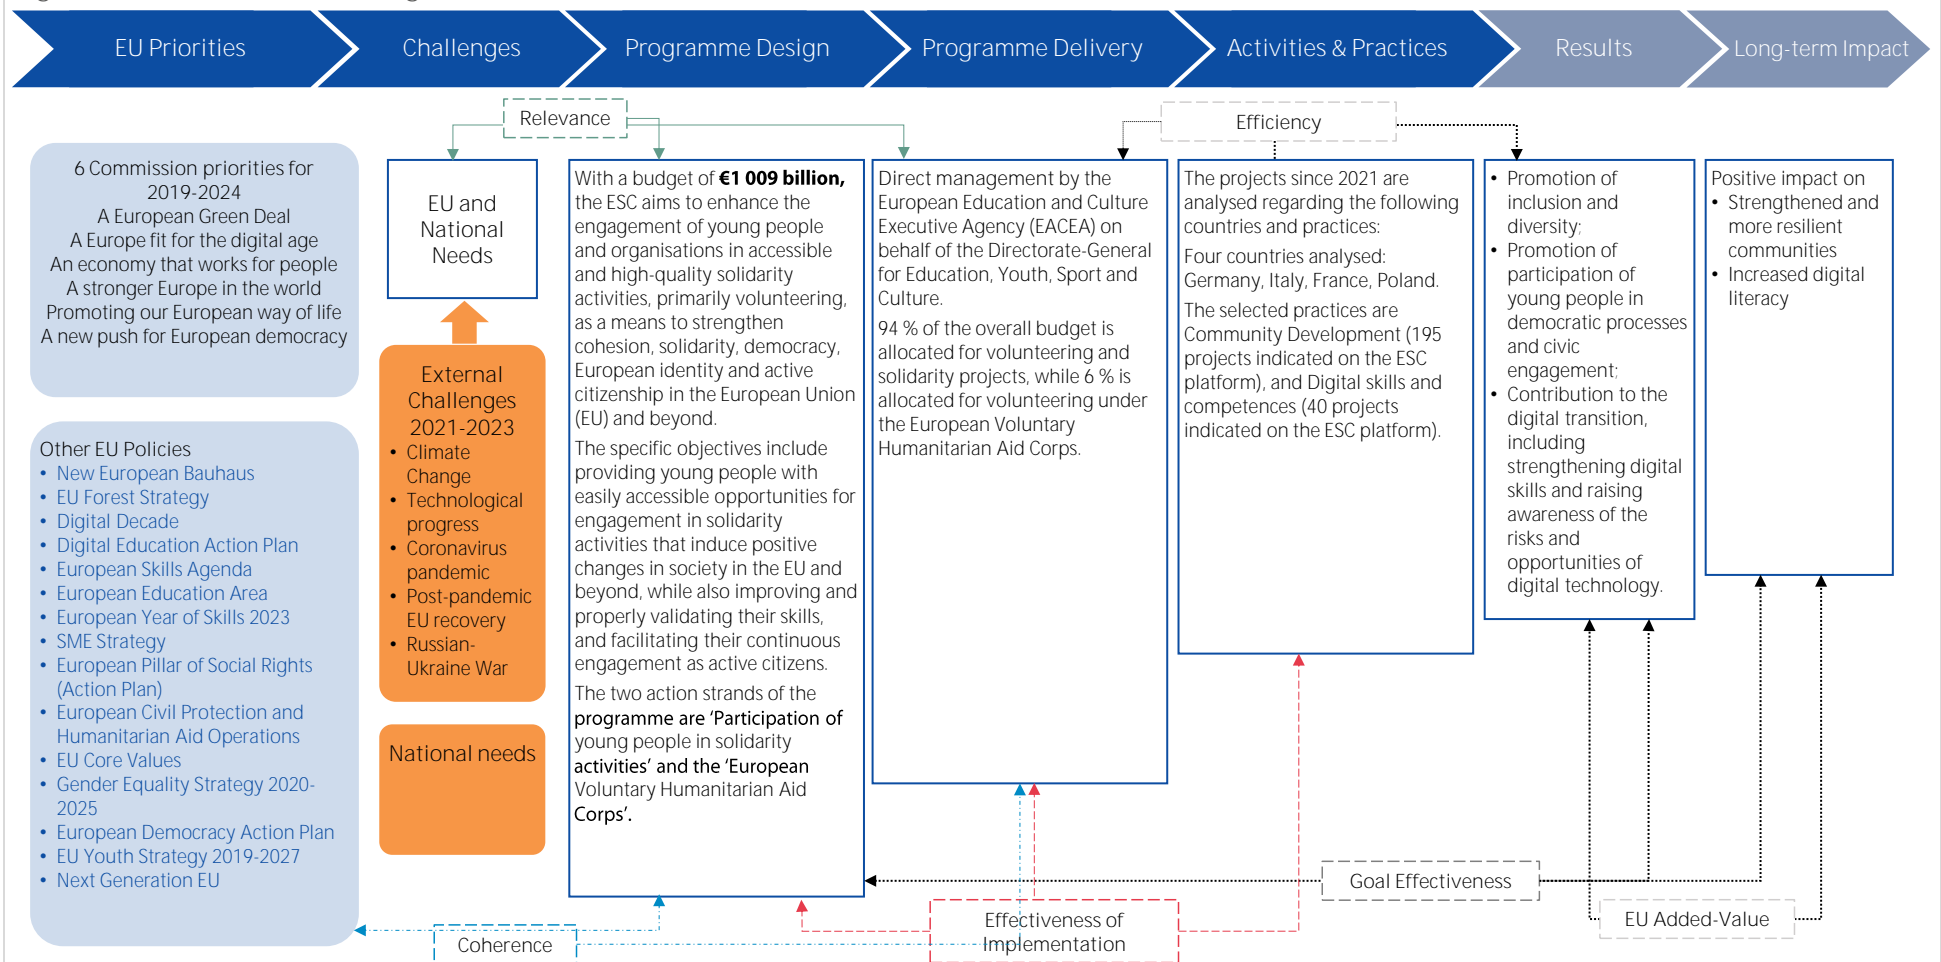 EU Priorities
Challenges
Programme Design
Programme Delivery
Activities & Practices
Results
Long-term Impact
Relevance
Efficiency
6 Commission priorities for
2019-2024
A European Green Deal
A Europe fit for the digital age
An economy that works for people
A stronger Europe in the world
Promoting our European way of life
A new push for European democracy
Other EU Policies
• New European Bauhaus
• EU Forest Strategy
• Digital Decade
• Digital Education Action Plan
• European Skills Agenda
• European Education Area
• European Year of Skills 2023
• SME Strategy
• European Pillar of Social Rights
(Action Plan)
• European Civil Protection and
Humanitarian Aid Operations
• EU Core Values
• Gender Equality Strategy 2020-
2025
• European Democracy Action Plan
• EU Youth Strategy 2019-2027
• Next Generation EU
EU and
National
Needs
External
Challenges
2021-2023
• Climate
Change
• Technological
progress
• Coronavirus
pandemic
• Post-pandemic
EU recovery
• Russian-
Ukraine War
National needs
With a budget of €1 009 billion,
the ESC aims to enhance the
engagement of young people
and organisations in accessible
and high-quality solidarity
activities, primarily volunteering,
as a means to strengthen
cohesion, solidarity, democracy,
European identity and active
citizenship in the European Union
(EU) and beyond.
The specific objectives include
providing young people with
easily accessible opportunities for
engagement in solidarity
activities that induce positive
changes in society in the EU and
beyond, while also improving and
properly validating their skills,
and facilitating their continuous
engagement as active citizens.
The two action strands of the
programme are ‘Participation of
young people in solidarity
activities’ and the ‘European
Voluntary Humanitarian Aid
Corps’.
Direct management by the
European Education and Culture
Executive Agency (EACEA) on
behalf of the Directorate-General
for Education, Youth, Sport and
Culture.
94 % of the overall budget is
allocated for volunteering and
solidarity projects, while 6 % is
allocated for volunteering under
the European Voluntary
Humanitarian Aid Corps.
The projects since 2021 are
analysed regarding the following
countries and practices:
Four countries analysed:
Germany, Italy, France, Poland.
The selected practices are
Community Development (195
projects indicated on the ESC
platform), and Digital skills and
competences (40 projects
indicated on the ESC platform).
• Promotion of
inclusion and
diversity;
• Promotion of
participation of
young people in
democratic processes
and civic
engagement;
• Contribution to the
digital transition,
including
strengthening digital
skills and raising
awareness of the
risks and
opportunities of
digital technology.
Positive impact on
• Strengthened and
more resilient
communities
• Increased digital
literacy
Goal Effectiveness
EU Added-Value
Effectiveness of
Implementation
Coherence